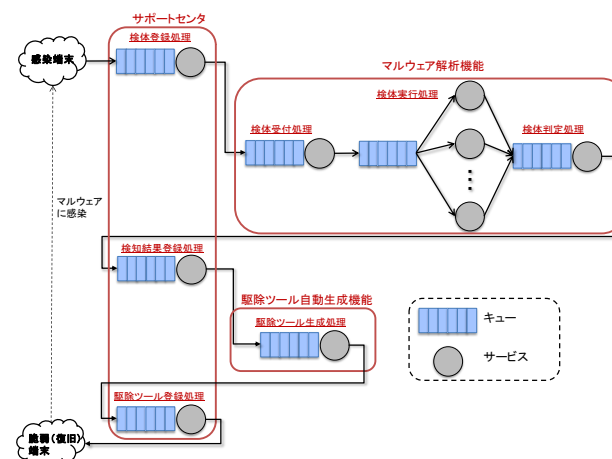 サポートセンタ
検体登録処理
感染端末
マルウェア解析機能
検体実行処理
検体受付処理
検体判定処理
マルウェア
に感染
検知結果登録処理
駆除ツール自動生成機能
駆除ツール生成処理
キュー
サービス
駆除ツール登録処理
脆弱(復旧)
端末